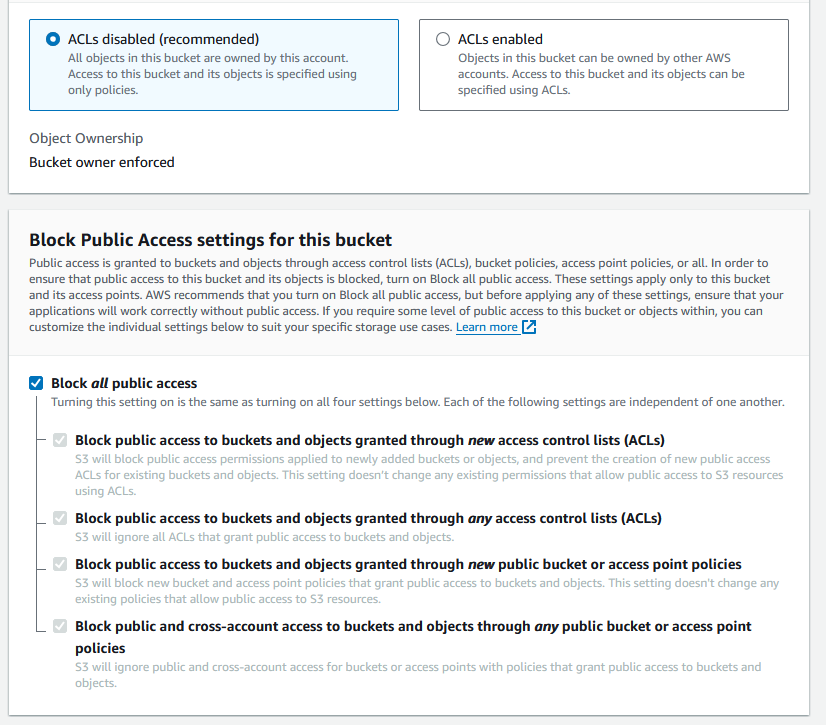 ACLs disabled (recommended)
All objects in this bucket are owned by this account.
Access to this bucket and its objects is specified using
only policies.
ACLs enabled
Objects in this bucket can be owned by other AWS
accounts. Access to this bucket and its objects can be
specified using ACLs.
Object Ownership
Bucket owner enforced
Block Public Access settings for this bucket
Public access is granted to buckets and objects through access control lists (ACLs), bucket policies, access point policies, or all. In order to
ensure that public access to this bucket and its objects is blocked, turn on Block all public access. These settings apply only to this bucket
and its access points. AWS recommends that you turn on Block all public access, but before applying any of these settings, ensure that your
applications will work correctly without public access. If you require some level of public access to this bucket or objects within, you can
customize the individual settings below to suit your specific storage use cases. Learn more
Block all public access
Turning this setting on is the same as turning on all four settings below. Each of the following settings are independent of one another.
Block public access to buckets and objects granted through new access control lists (ACLs)
S3 will block public access permissions applied to newly added buckets or objects, and prevent the creation of new public access
ACLs for existing buckets and objects. This setting doesn't change any existing permissions that allow public access to S3 resources
using ACLs.
Block public access to buckets and objects granted through any access control lists (ACLs)
S3 will ignore all ACLs that grant public access to buckets and objects.
Block public access to buckets and objects granted through new public bucket or access point policies
S3 will block new bucket and access point policies that grant public access to buckets and objects. This setting doesn't change any
existing policies that allow public access to S3 resources.
Block public and cross-account access to buckets and objects through any public bucket or access point
policies
S3 will ignore public and cross-account access for buckets or access points with policies that grant public access to buckets and
objects.